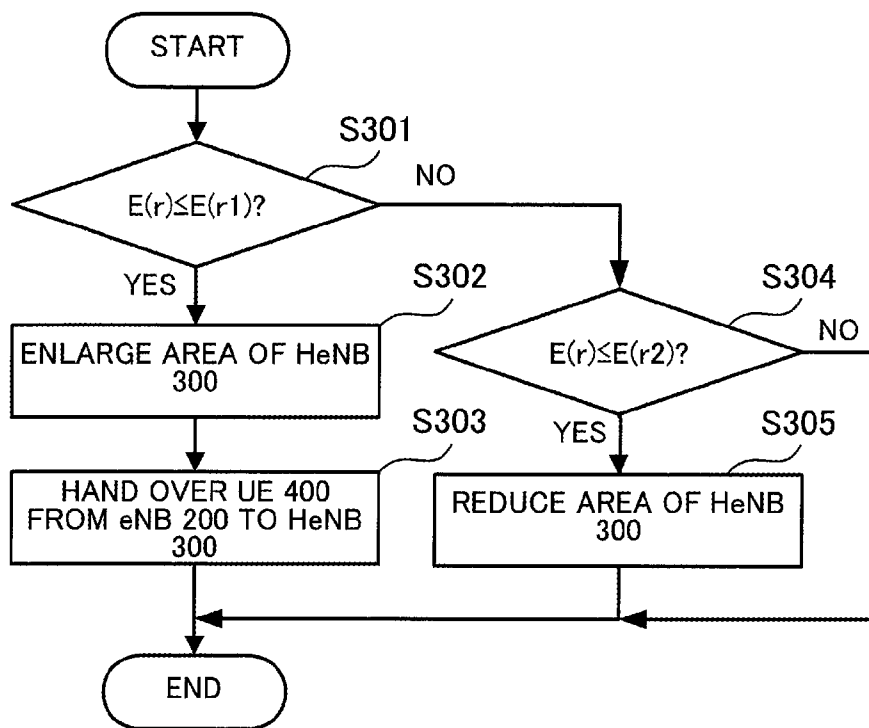 START
S301
E(r)≤E(r1)?
NO
YES
S302
ENLARGE AREA OF HeNB
300
S304
E(r)≤E(r2)?
NO
YES
S303
HAND OVER UE 400
FROM eNB 200 TO HeNB
300
S305
REDUCE AREA OF HeNB
300
END